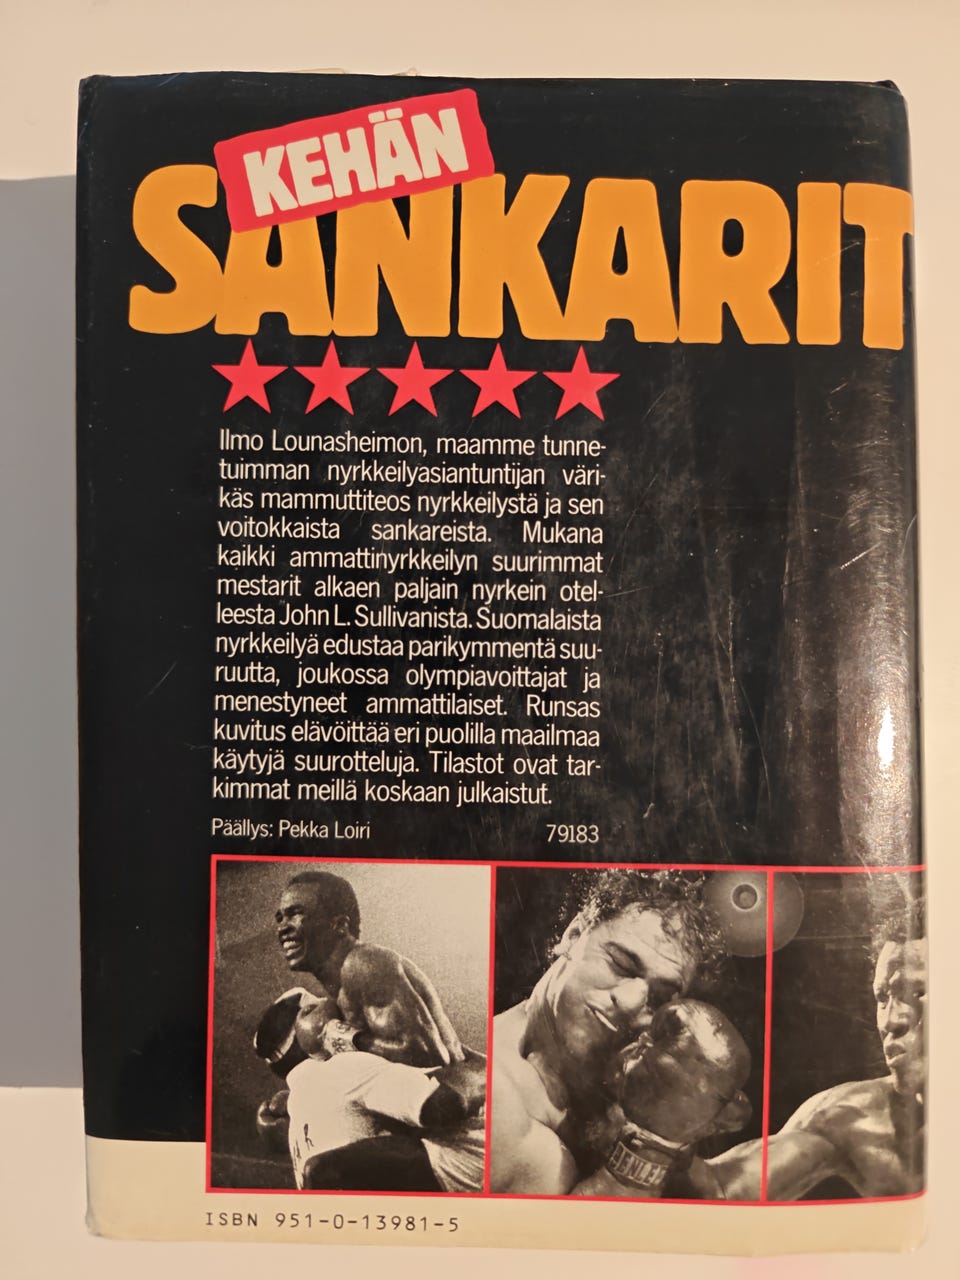 KEHÄN
SANKARIT
Ilmo Lounasheimon, maamme tunne-
tuimman nyrkkeilyasiantuntijan väri-
käs mammuttiteos nyrkkeilystä ja sen
voitokkaista sankareista. Mukana
kaikki ammattinyrkkeilyn suurimmat
mestarit alkaen paljain nyrkein otel-
leesta John L. Sullivanista. Suomalaista
nyrkkeilyä edustaa parikymmentä suu-
ruutta, joukossa olympiavoittajat ja
menestyneet ammattilaiset. Runsas
kuvitus elävöittää eri puolilla maailmaa
käytyjä suurotteluja. Tilastot ovat tar-
kimmat meillä koskaan julkaistut.
Päällys: Pekka Loiri 79183
ISBN 951-0-13981-5